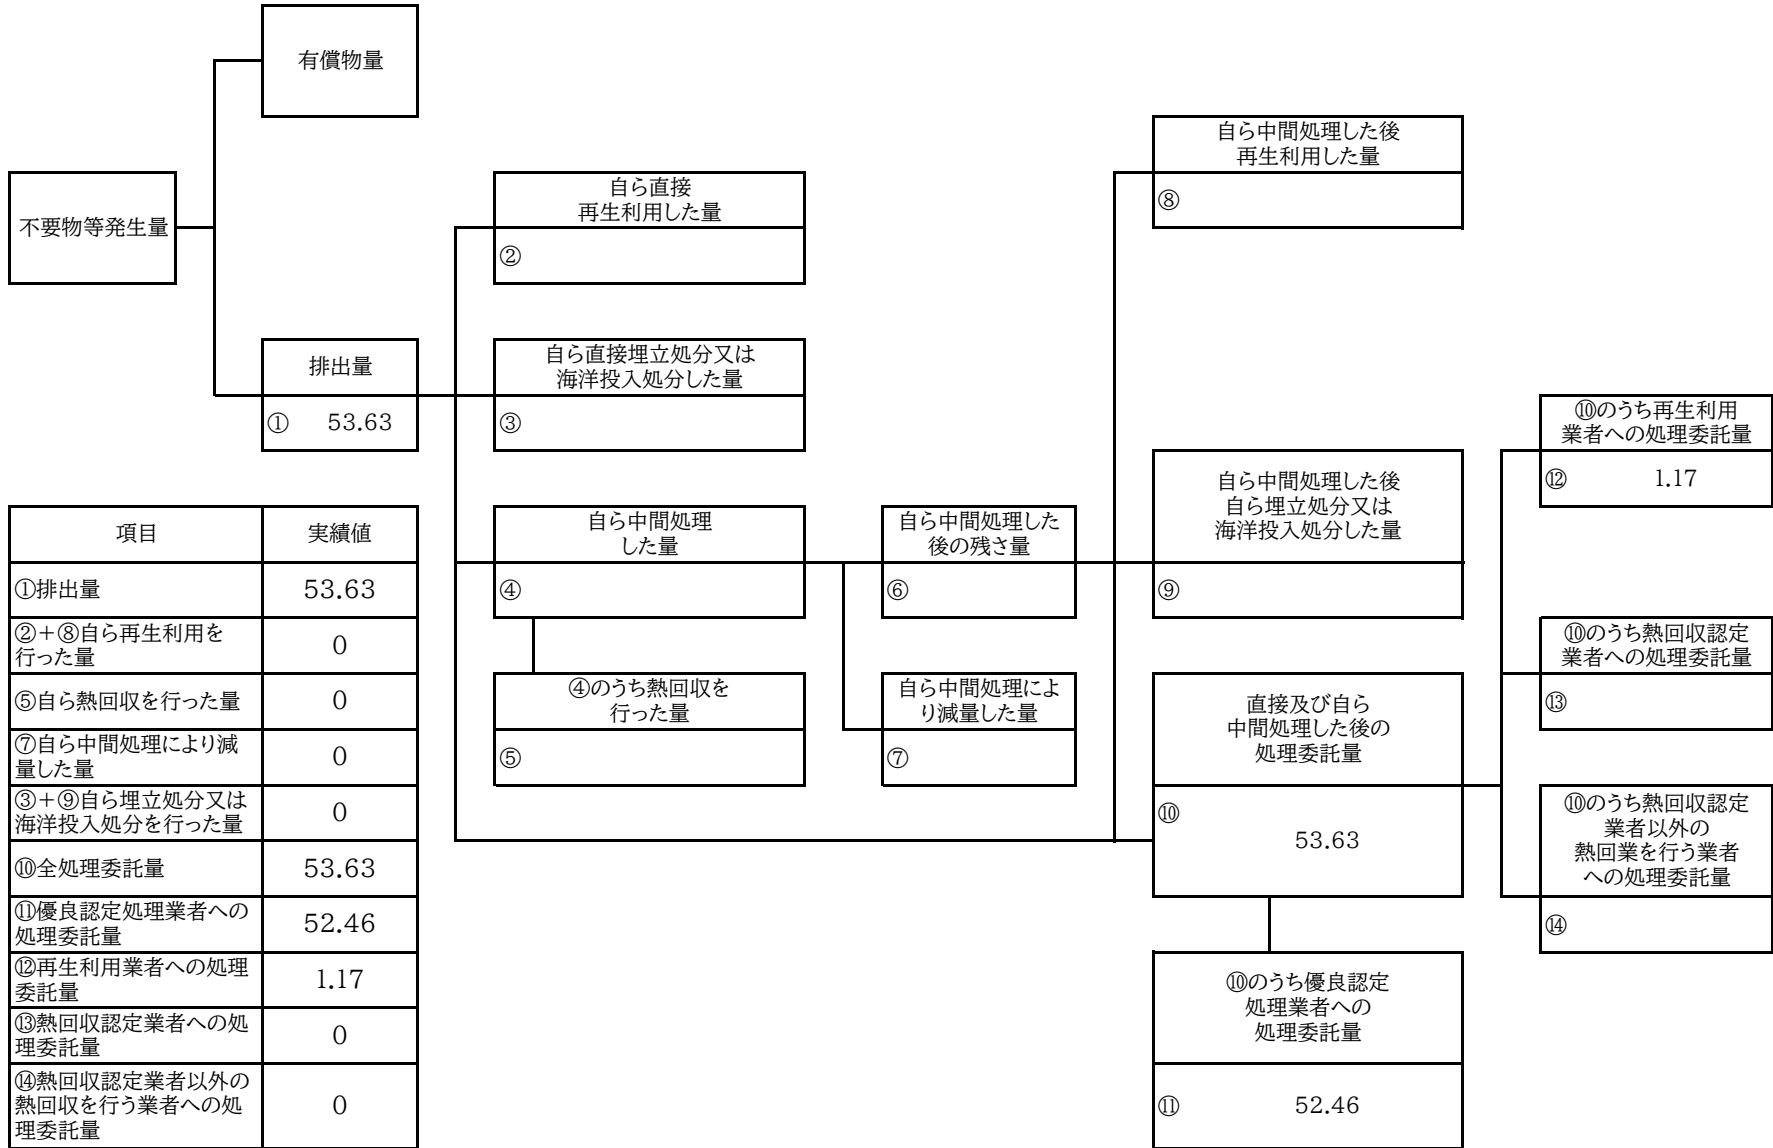 有償物量
不要物等発生量
排出量
① 53.63
自ら直接
再生利用した量
②
自ら直接埋立処分又は
海洋投入処分した量
③
自ら中間処理
した量
④
④のうち熱回収を
行った量
⑤
自ら中間処理した
後の残さ量
⑥
自ら中間処理によ
り減量した量
⑦
自ら中間処理した後
再生利用した量
⑧
自ら中間処理した後
自ら埋立処分又は
海洋投入処分した量
⑨
直接及び自ら
中間処理した後の
処理委託量
⑩
53.63
⑩のうち優良認定
処理業者への
処理委託量
⑪ 52.46
⑩のうち再生利用
業者への処理委託量
⑫ 1.17
⑩のうち熱回収認定
業者への処理委託量
⑬
⑩のうち熱回収認定
業者以外の
熱回業を行う業者
への処理委託量
⑭
項目 実績値
①排出量 53.63
②+⑧自ら再生利用を
行った量 0
⑤自ら熱回収を行った量 0
⑦自ら中間処理により減
量した量 0
③+⑨自ら埋立処分又は
海洋投入処分を行った量 0
⑩全処理委託量 53.63
⑪優良認定処理業者への
処理委託量 52.46
⑫再生利用業者への処理
委託量 1.17
⑬熱回収認定業者への処
理委託量 0
⑭熱回収認定業者以外の
熱回収を行う業者への処
理委託量 0